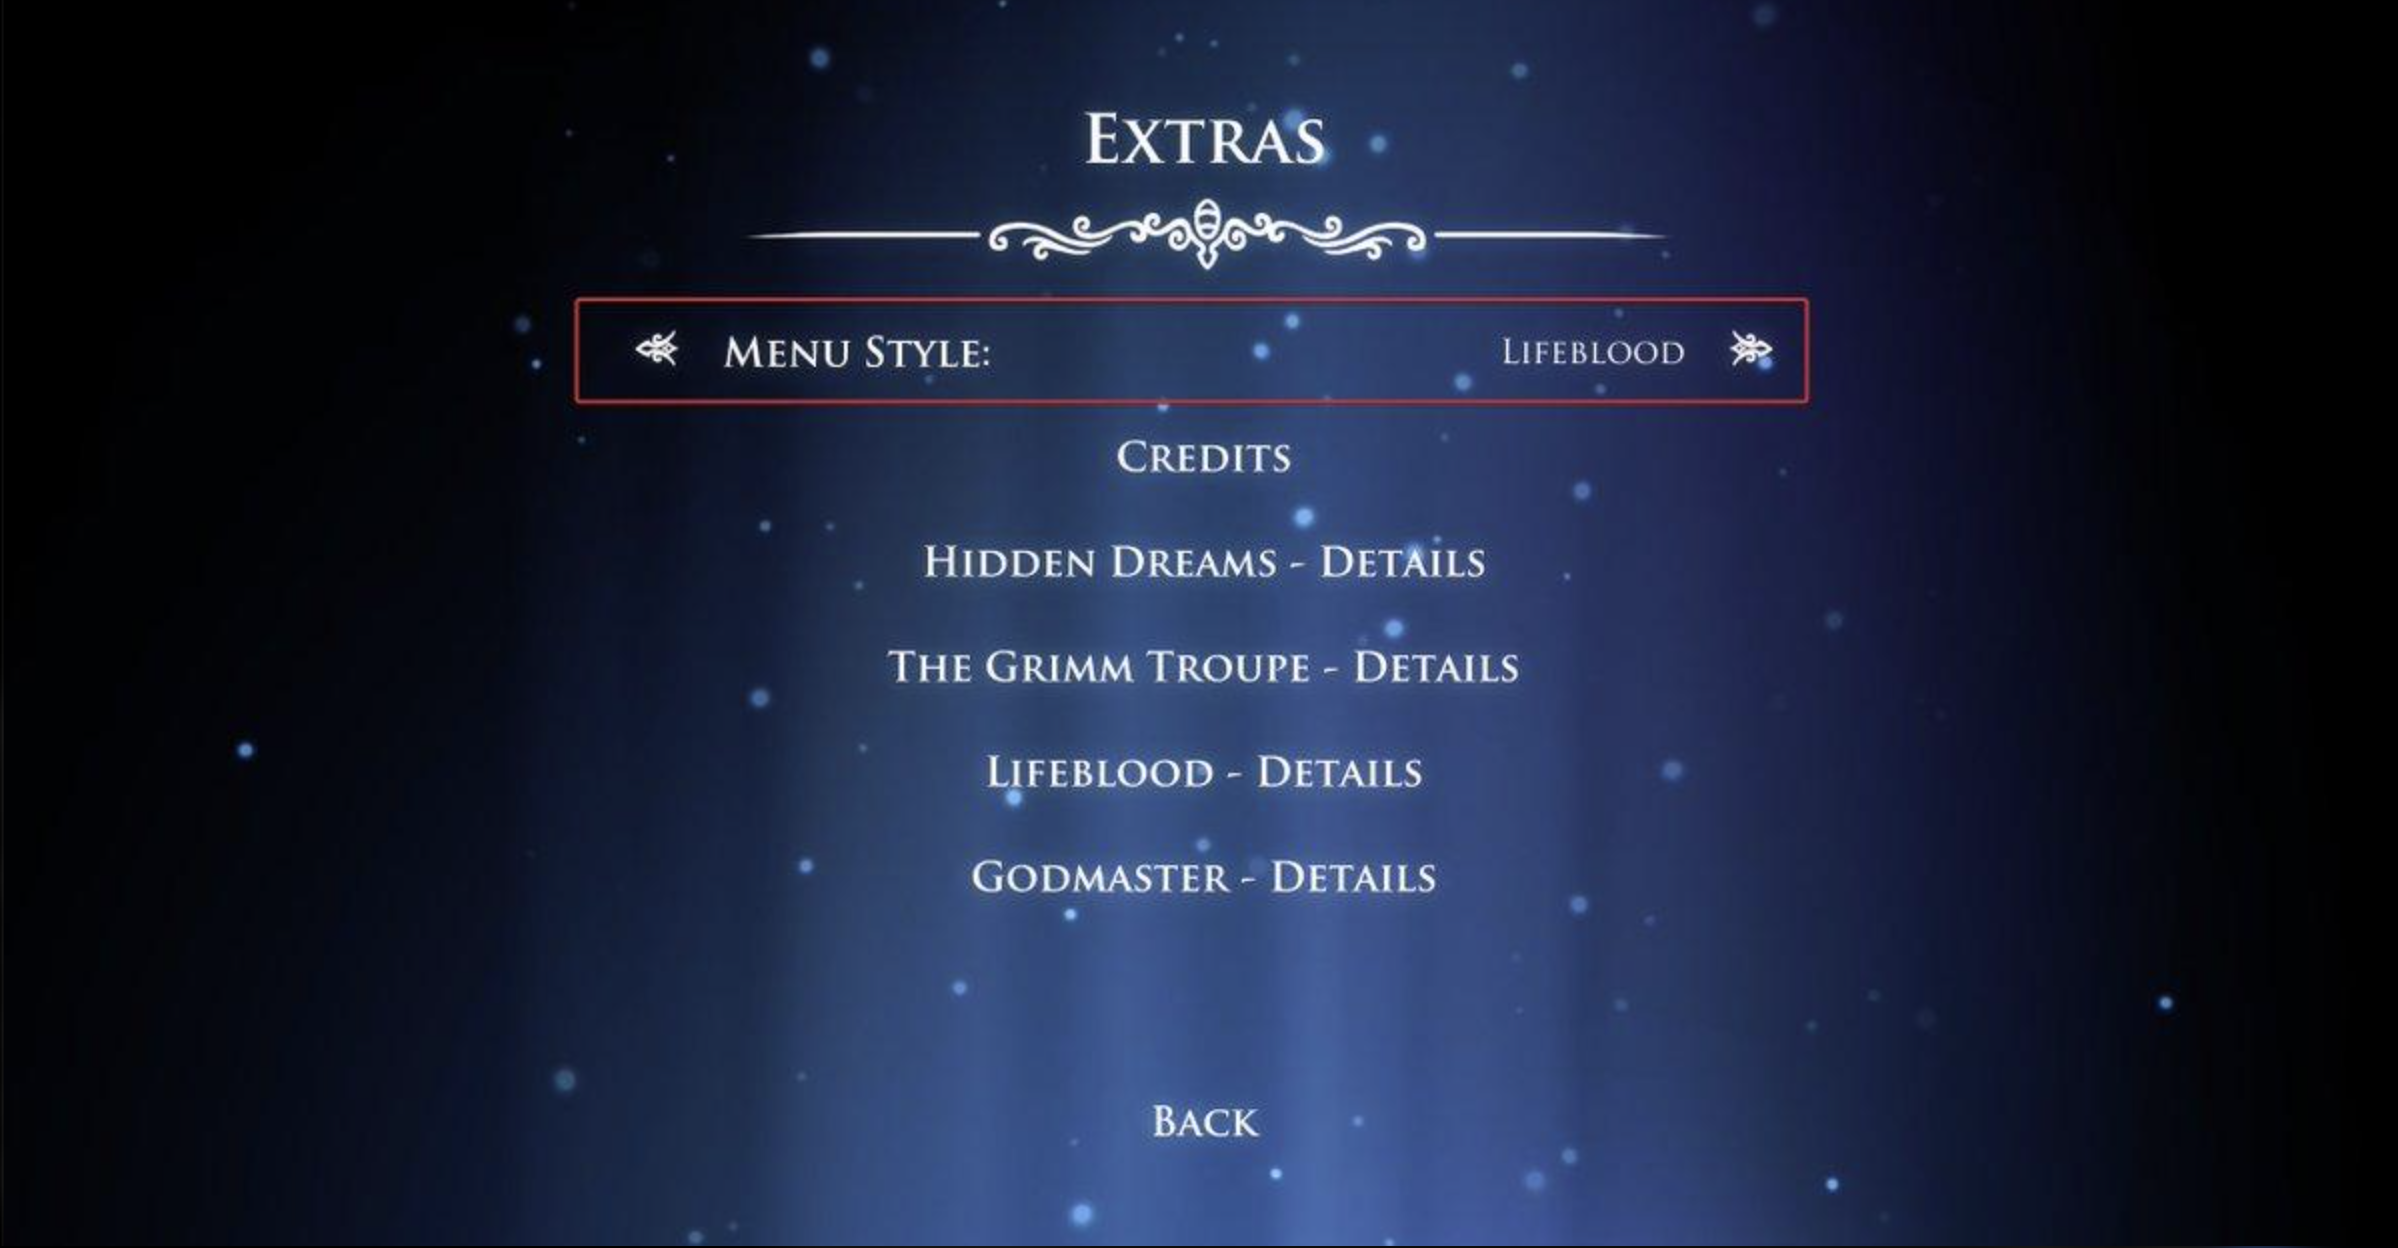 Extras
Menu Style: Lifeblood
Credits
Hidden Dreams - Details
The Grimm Troupe - Details
Lifeblood - Details
Godmaster - Details
Back